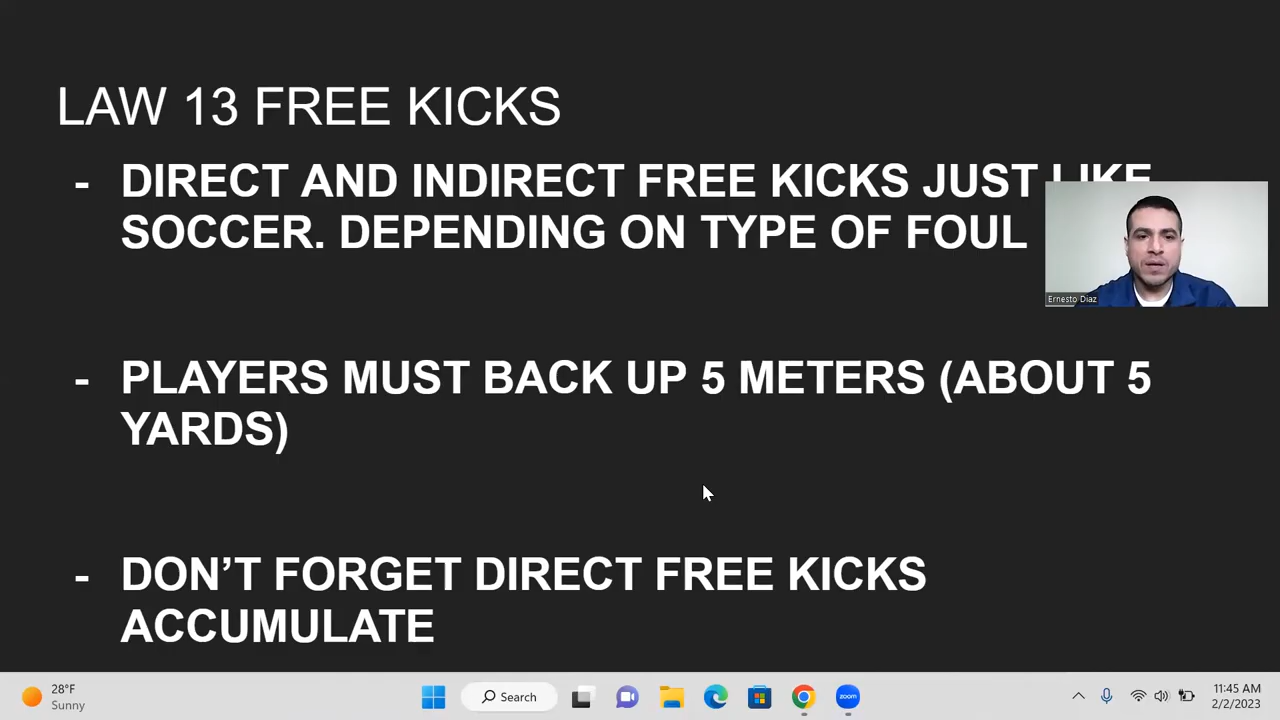 LAW 13 FREE KICKS
- DIRECT AND INDIRECT FREE KICKS JUST LIKE
SOCCER. DEPENDING ON TYPE OF FOUL
Ernesto Diaz
- PLAYERS MUST BACK UP 5 METERS (ABOUT 5
YARDS)
- DON’T FORGET DIRECT FREE KICKS
ACCUMULATE
28°F
Sunny
Search
zoom
11:45 AM
2/2/2023